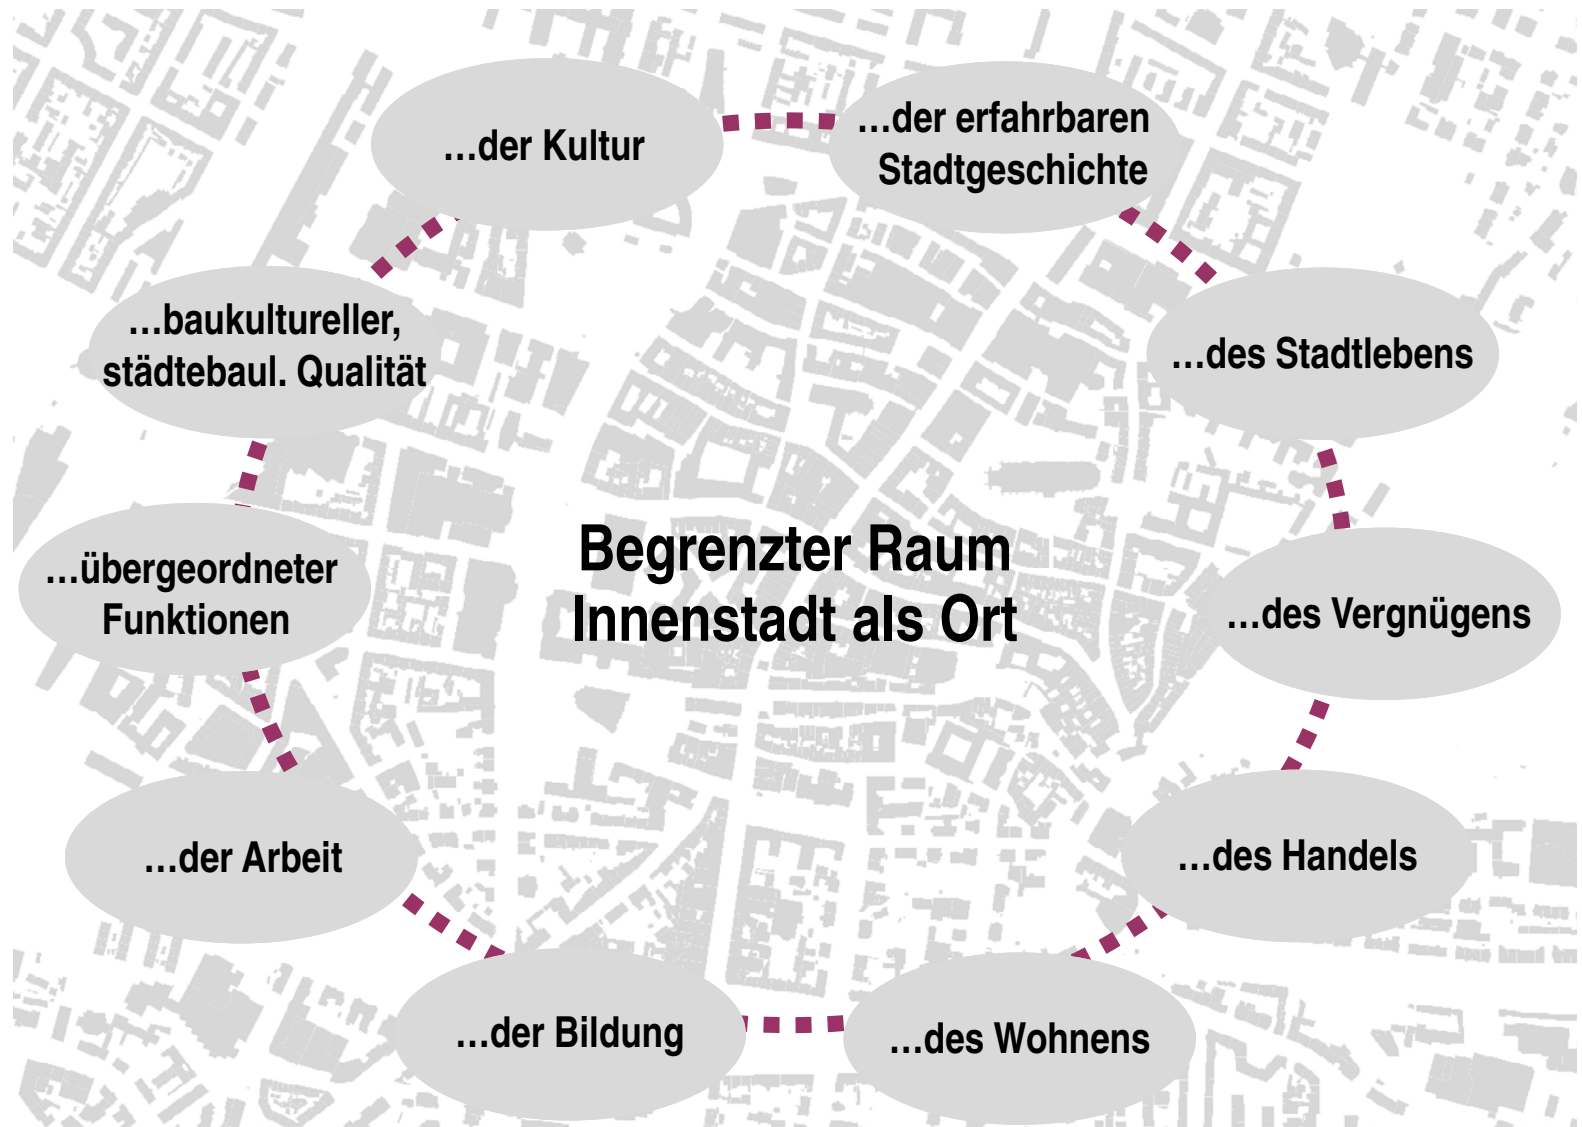 …der Kultur
…der erfahrbaren
Stadtgeschichte
…baukultureller,
städtebaul. Qualität
…des Stadtlebens
Begrenzter Raum
Innenstadt als Ort
…übergeordneter
Funktionen
…des Vergnügens
…der Arbeit
…des Handels
…der Bildung
…des Wohnens